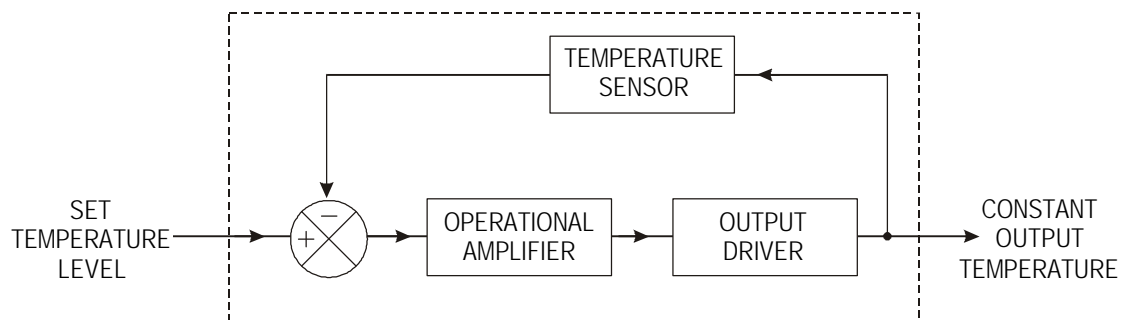 TEMPERATURE
SENSOR
SET
TEMPERATURE
LEVEL
+
−
OPERATIONAL
AMPLIFIER
OUTPUT
DRIVER
CONSTANT
OUTPUT
TEMPERATURE